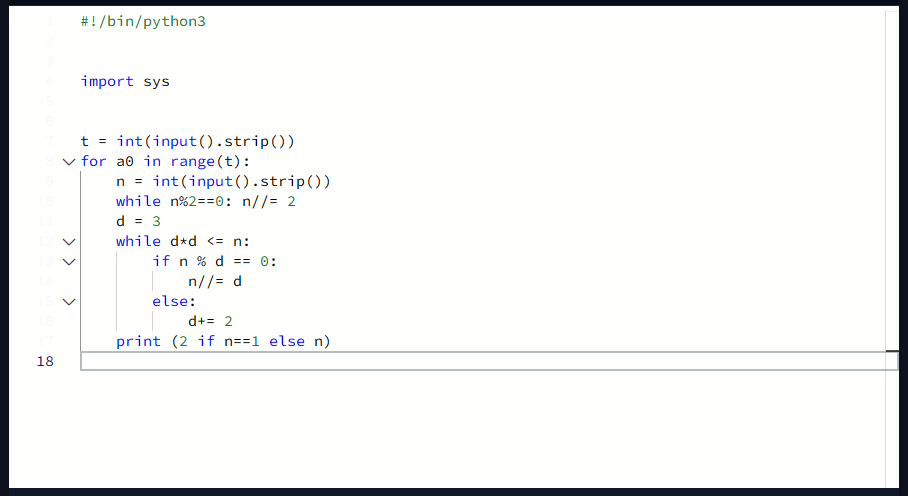 1 #!/bin/python3
2
3
4 import sys
5
6
7 t = int(input().strip())
8 for a0 in range(t):
9     n = int(input().strip())
10     while n%2==0: n//= 2
11     d = 3
12     while d*d <= n:
13         if n % d == 0:
14             n//= d
15         else:
16             d+= 2
17     print (2 if n==1 else n)
18